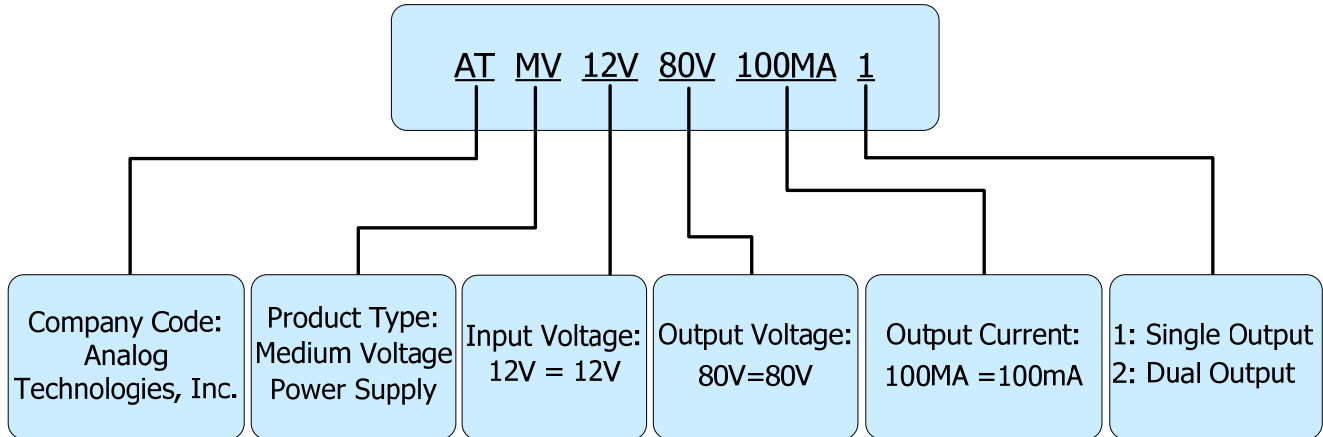 AT MV 12V 80V 100MA 1
Company Code:
Analog
Technologies, Inc.
Product Type:
Medium Voltage
Power Supply
Input Voltage:
12V = 12V
Output Voltage:
80V=80V
Output Current:
100MA =100mA
1: Single Output
2: Dual Output